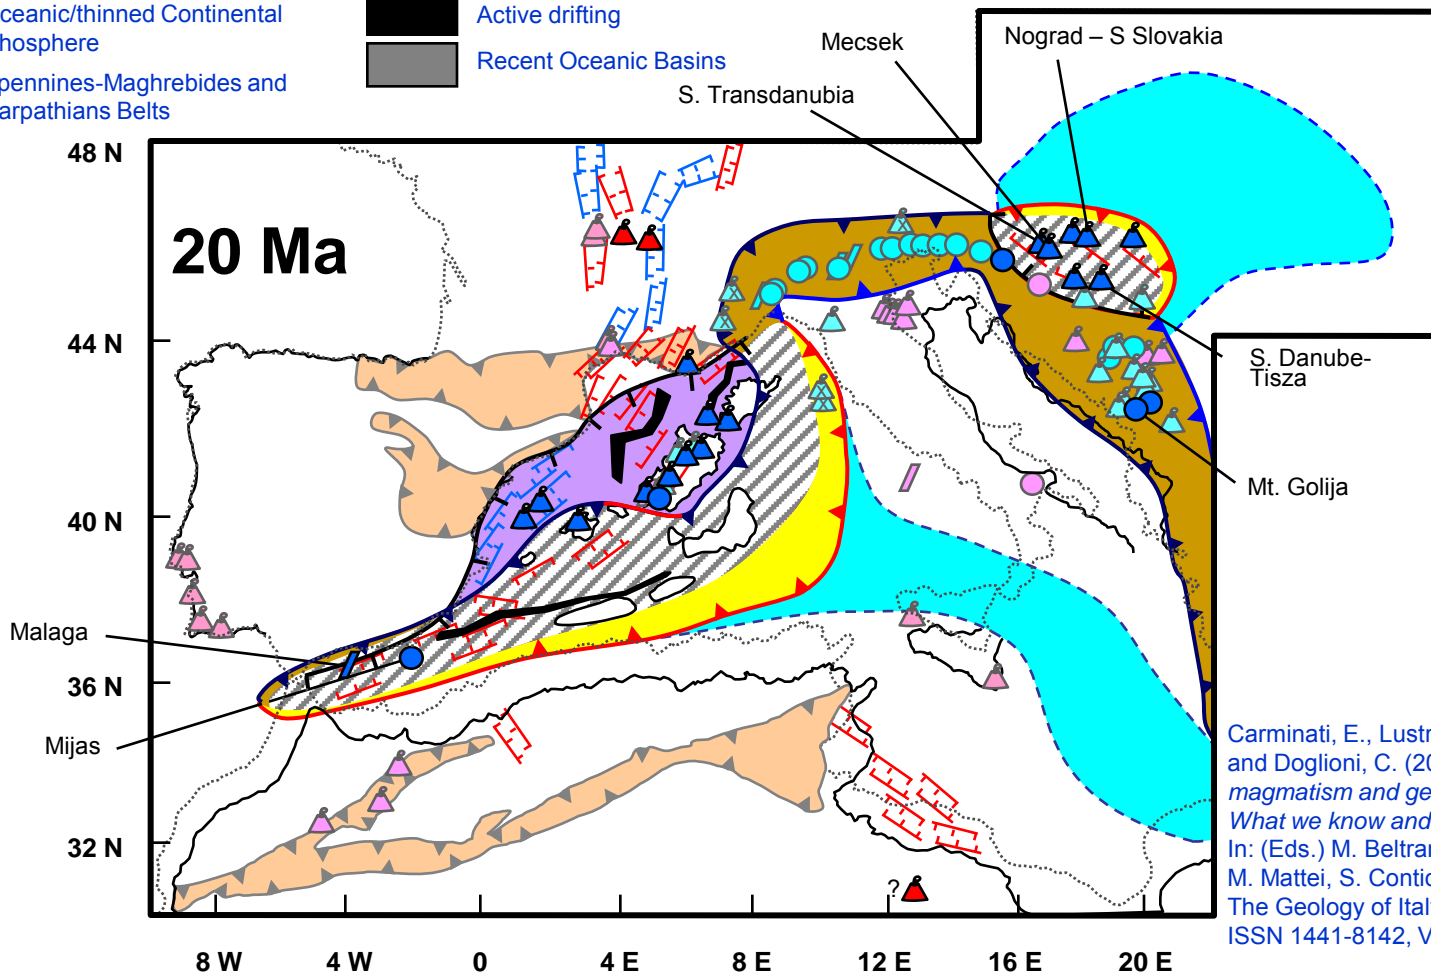 ceanic/thinned Continental
hosphere
pennines-Maghrebides and
arpathians Belts
Active drifting
Recent Oceanic Basins
Mecsek
Nograd – S Slovakia
S. Transdanubia
48 N
20 Ma
44 N
S. Danube-
Tisza
Mt. Golija
40 N
Malaga
36 N
Mijas
Carminati, E., Lustr
and Doglioni, C. (20
magmatism and ge
What we know and
In: (Eds.) M. Beltrar
M. Mattei, S. Contic
The Geology of Ital
ISSN 1441-8142, V
32 N
?
8 W 4 W 0 4 E 8 E 12 E 16 E 20 E